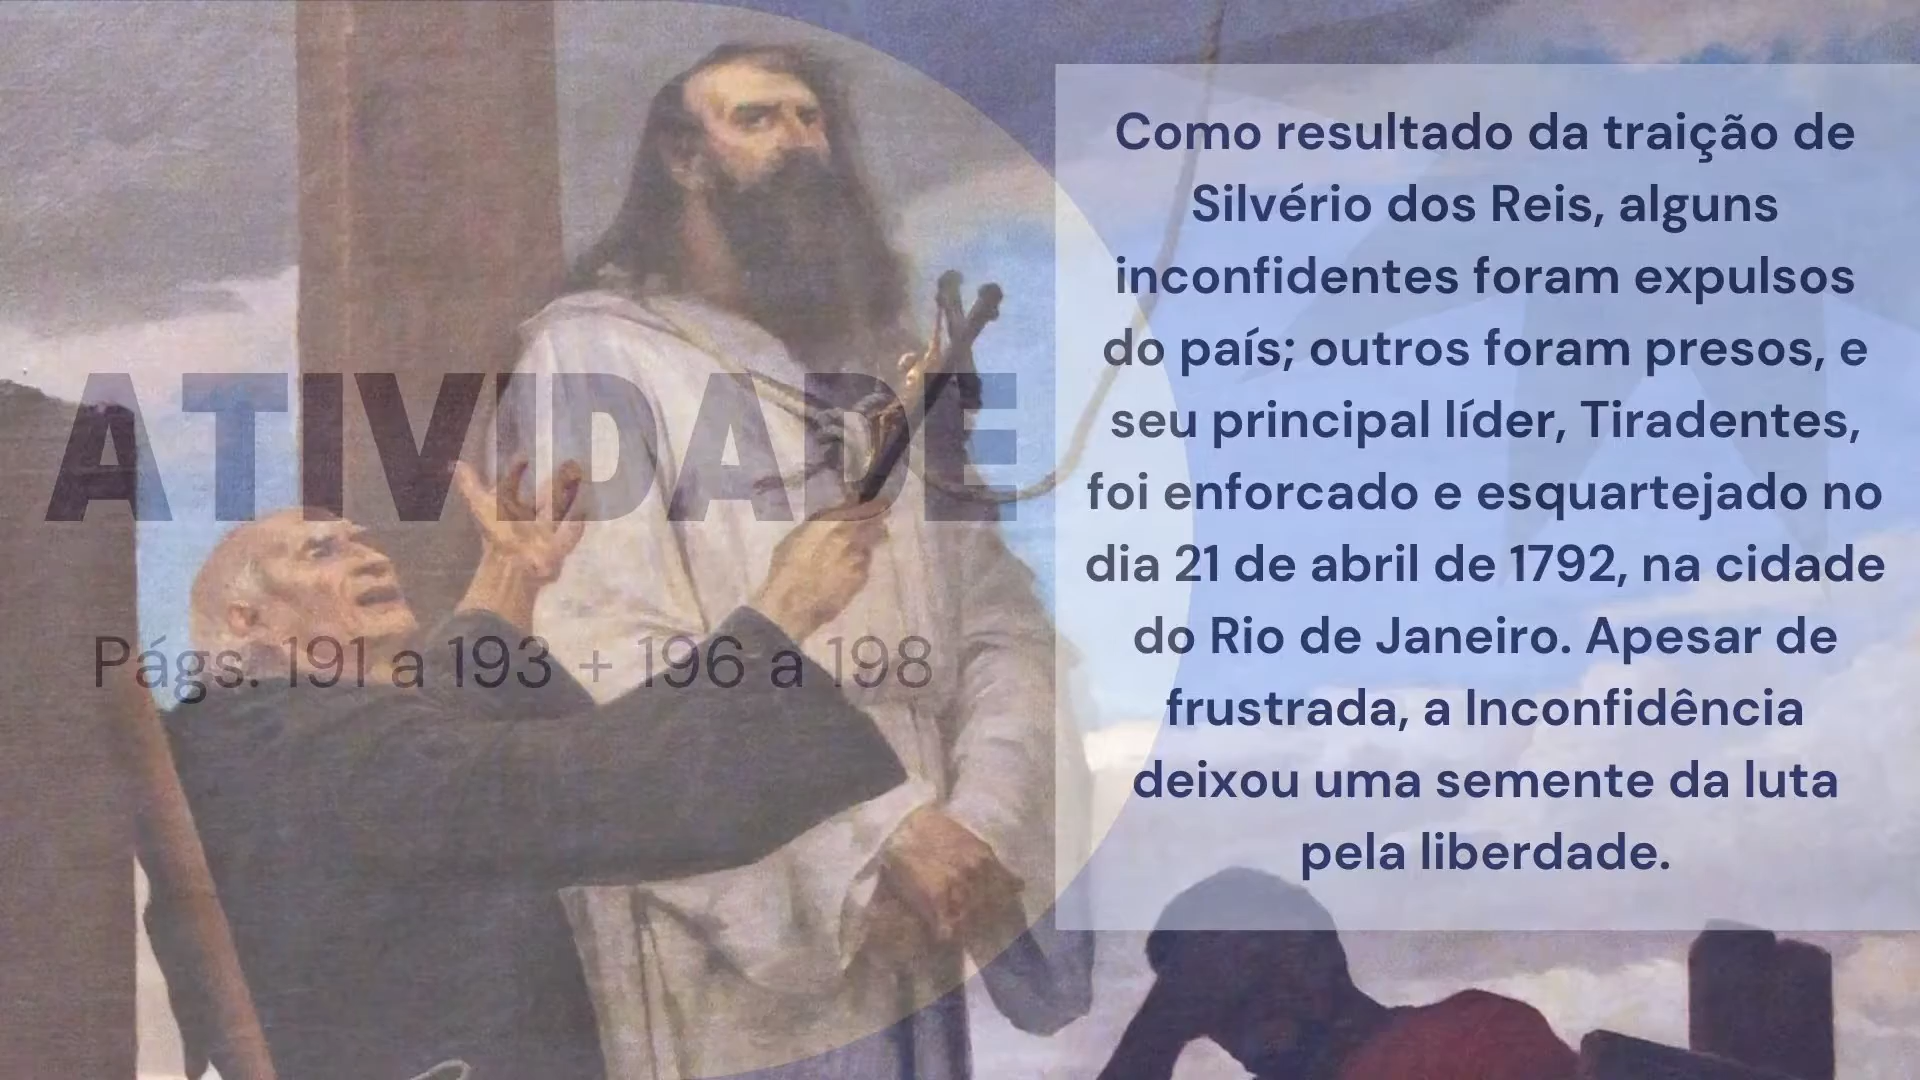 ATIVIDADE
Págs. 191 a 193 + 196 a 198
Como resultado da traição de
Silvério dos Reis, alguns
inconfidentes foram expulsos
do país; outros foram presos, e
seu principal líder, Tiradentes,
foi enforcado e esquartejado no
dia 21 de abril de 1792, na cidade
do Rio de Janeiro. Apesar de
frustrada, a Inconfidência
deixou uma semente da luta
pela liberdade.